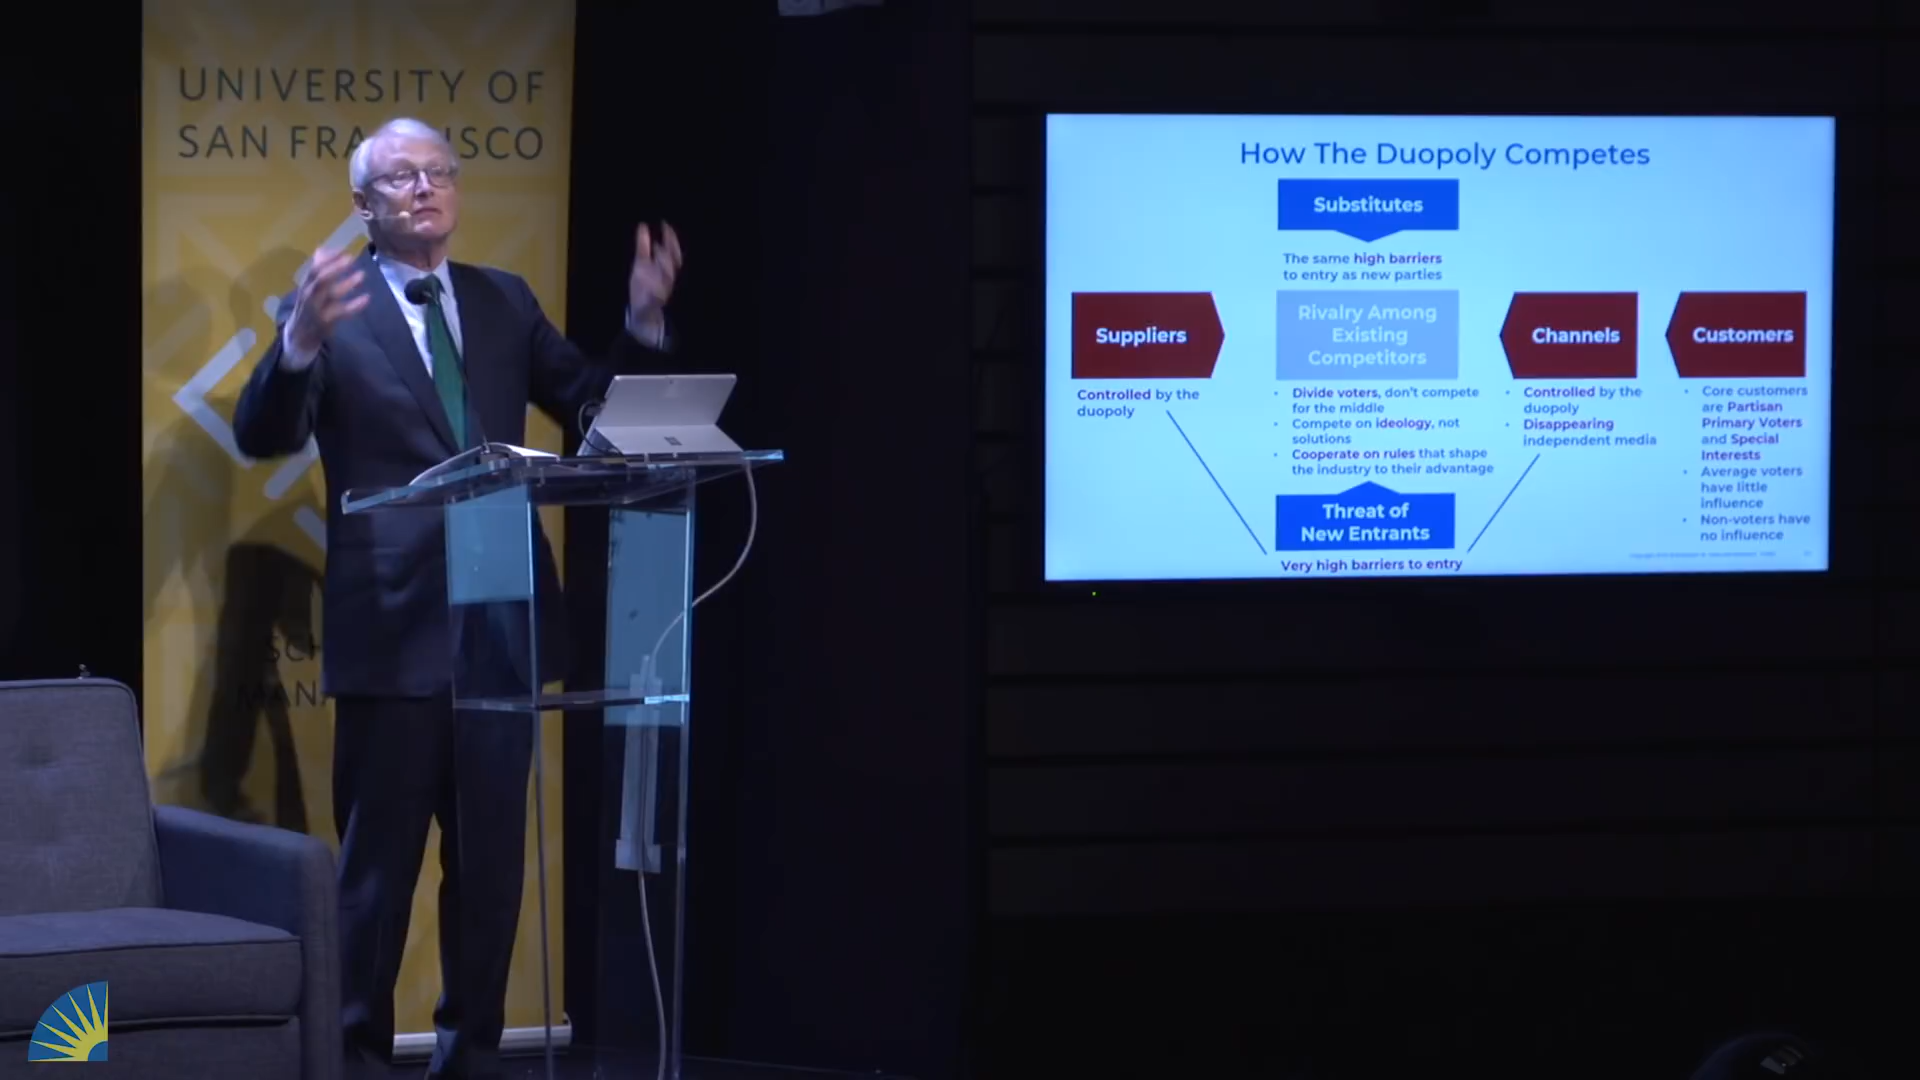 UNIVERSITY OF
SAN FRA ISCO
SCH
MANA
How The Duopoly Competes
Substitutes
The same high barriers
to entry as new parties
Suppliers
Controlled by the
duopoly
Rivalry Among
Existing
Competitors
• Divide voters, don't compete
for the middle
• Compete on ideology, not
solutions
• Cooperate on rules that shape
the industry to their advantage
Threat of
New Entrants
Very high barriers to entry
Channels
• Controlled by the
duopoly
• Disappearing
independent media
Customers
• Core customers
are Partisan
Primary Voters
and Special
Interests
• Average voters
have little
influence
• Non-voters have
no influence